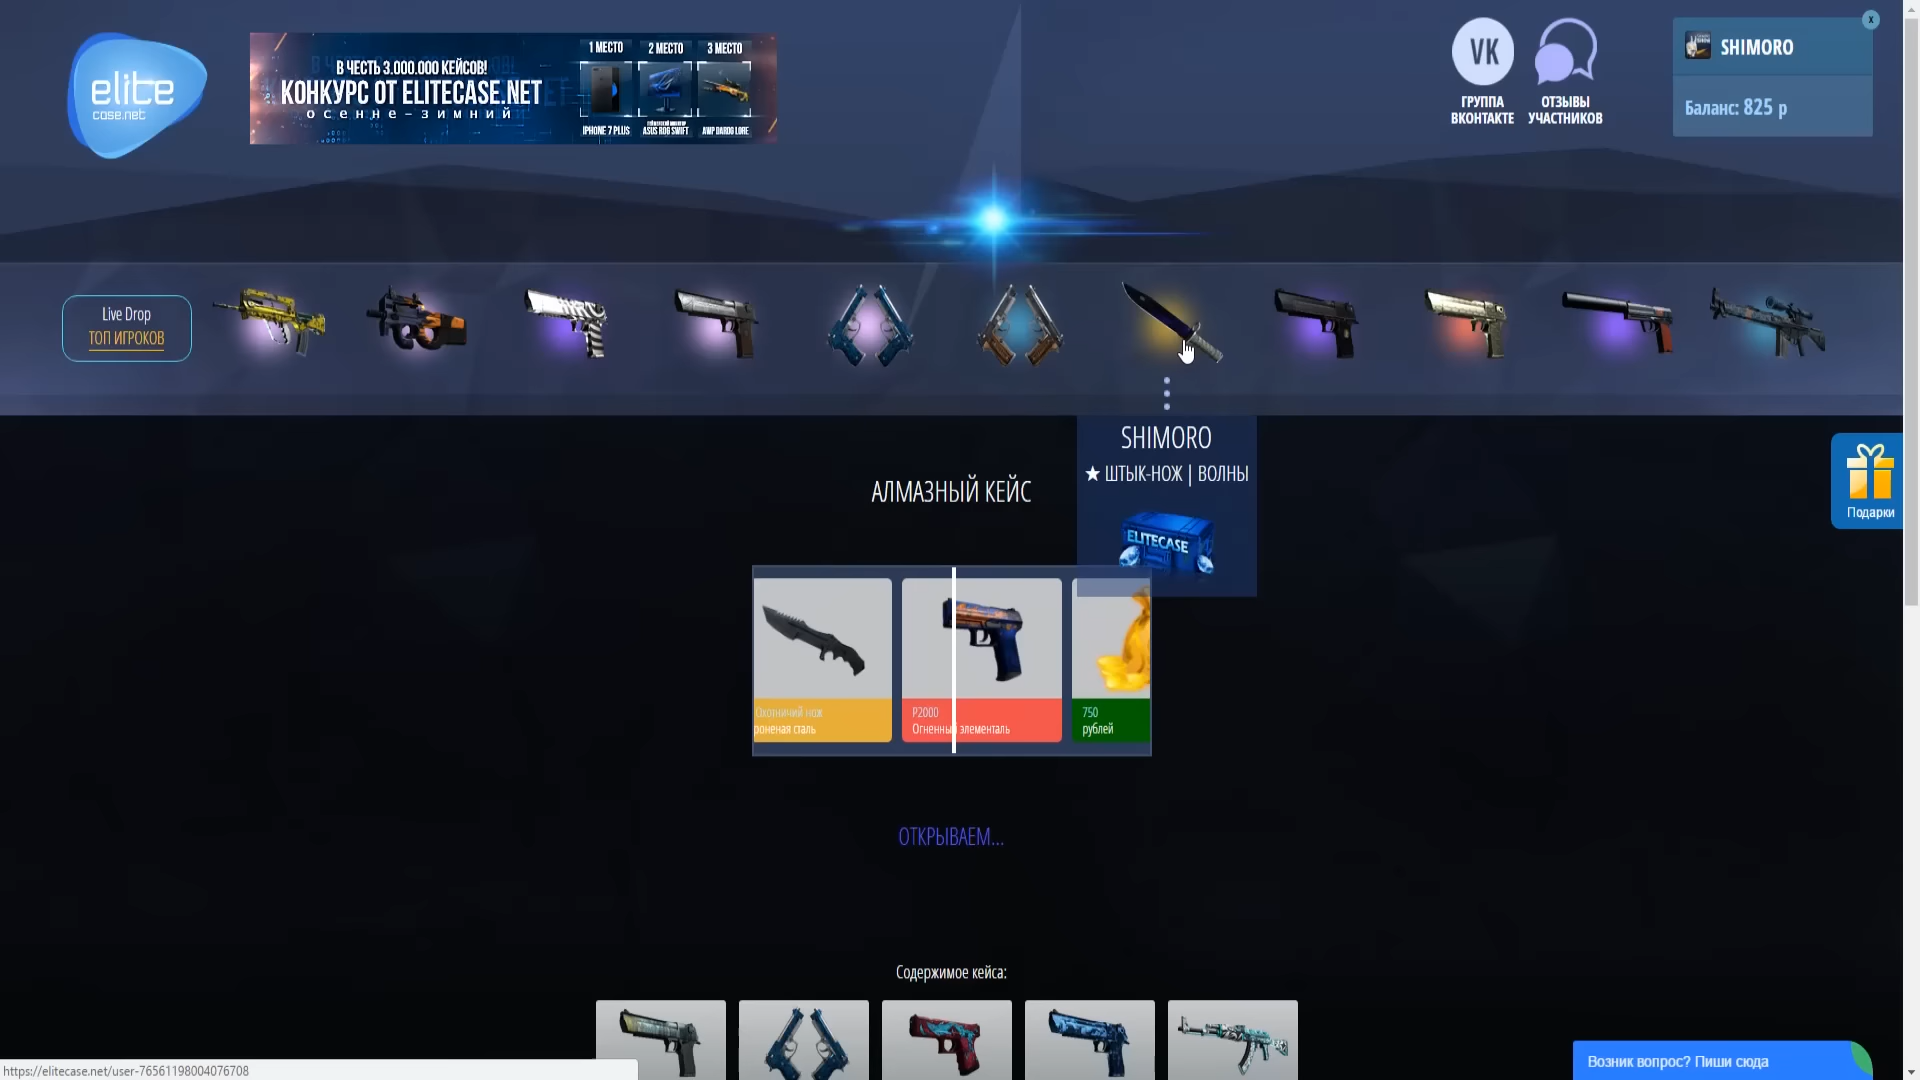 elite
case.net
В ЧЕСТЬ 3.000.000 КЕЙСОВ!
КОНКУРС ОТ ELITECASE.NET
осенне-зимний
1 МЕСТО
2 МЕСТО
3 МЕСТО
IPHONE 7 PLUS
ASUS ROG SWIFT
VK
ГРУППА
ВКОНТАКТЕ
ОТЗЫВЫ
УЧАСТНИКОВ
x
SHIMORO
Баланс: 825 р
Live Drop
ТОП ИГРОКОВ
SHIMORO
★ ШТЫК-НОЖ | ВОЛНЫ
ELITECASE
АЛМАЗНЫЙ КЕЙС
Подарки
Охотничий нож
роненая сталь
P2000
Огненный элементаль
750
рублей
ОТКРЫВАЕМ...
Содержимое кейса:
Возник вопрос? Пиши сюда
https://elitecase.net/user-76561198004076708